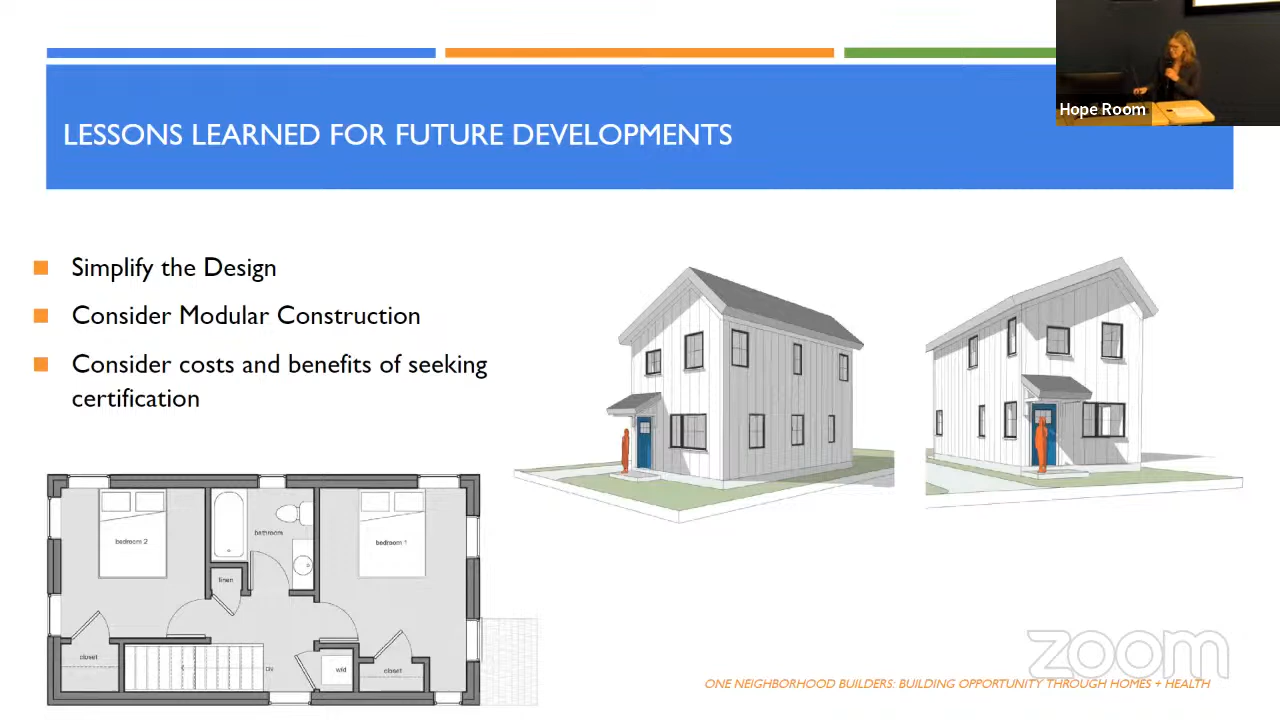 Hope Room
LESSONS LEARNED FOR FUTURE DEVELOPMENTS
Simplify the Design
Consider Modular Construction
Consider costs and benefits of seeking
certification
bedroom 2
bathroom
bedroom 1
linen
closet
DN
w/d
closet
zoom
ONE NEIGHBORHOOD BUILDERS: BUILDING OPPORTUNITY THROUGH HOMES + HEALTH